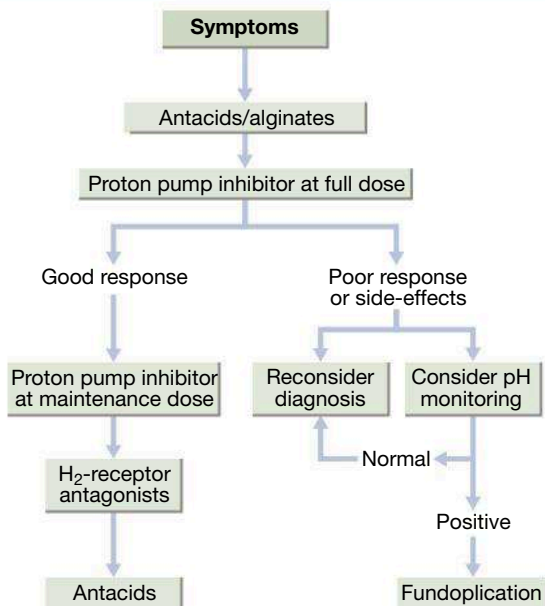 Symptoms
Antacids/alginates
Proton pump inhibitor at full dose
Good response
Poor response
or side-effects
Proton pump inhibitor
at maintenance dose
Reconsider
diagnosis
Consider pH
monitoring
Normal
H₂-receptor
antagonists
Positive
Antacids
Fundoplication